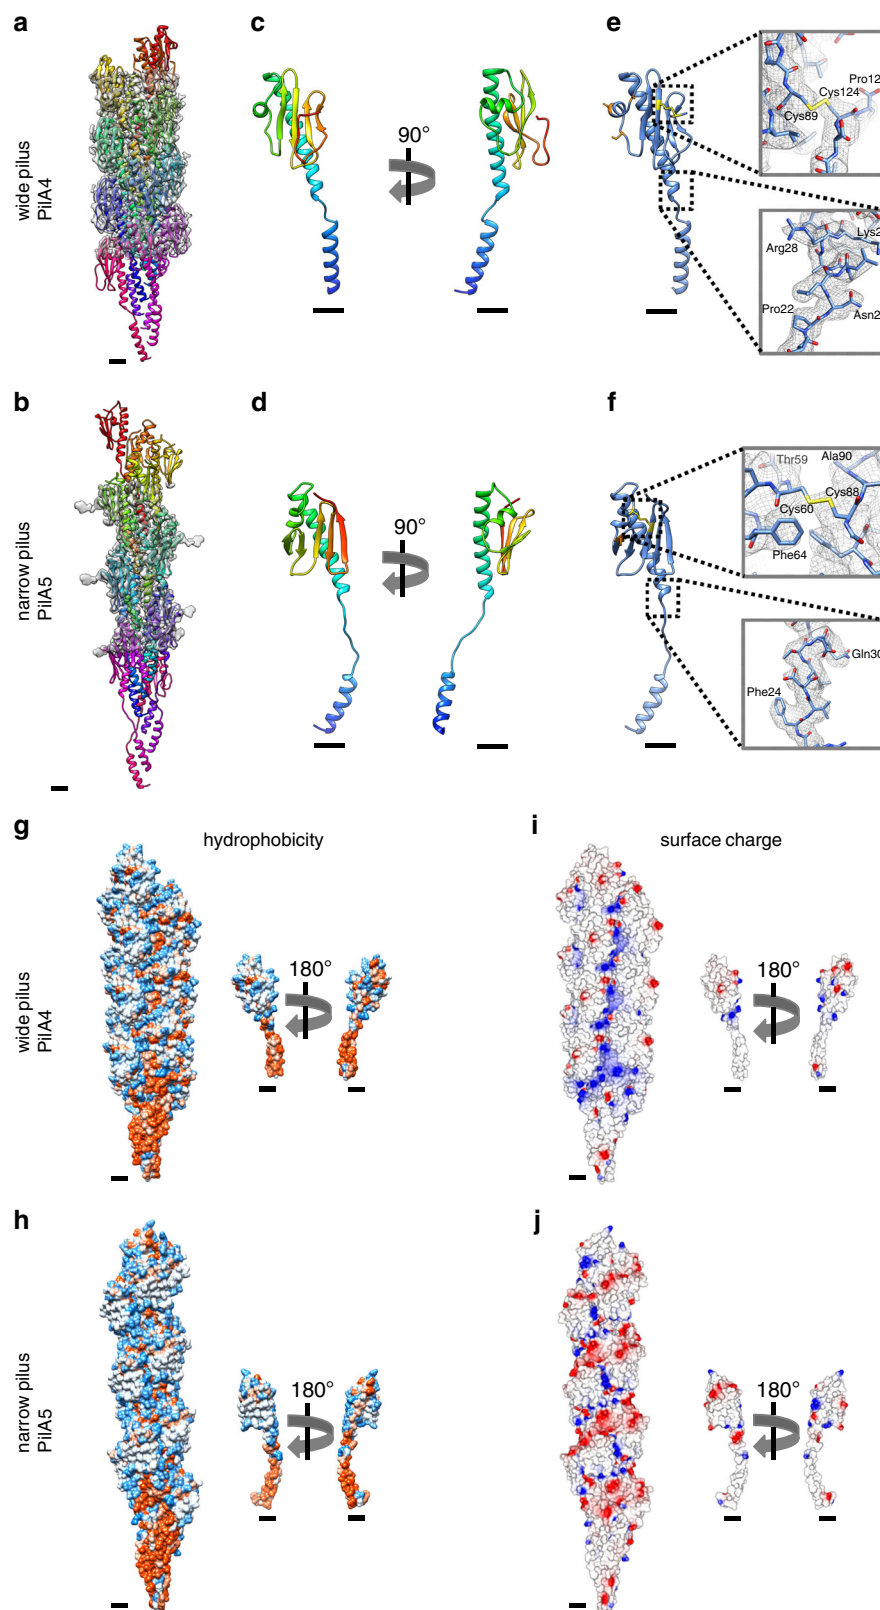 a
c
e
wide pilus
PilA4
90°
Cys89
Cys124
Pro12
Arg28
Lys2
Pro22
Asn2
b
d
f
narrow pilus
PilA5
90°
Thr59
Ala90
Cys88
Cys60
Phe64
Gln30
Phe24
g
hydrophobicity
i
surface charge
wide pilus
PilA4
180°
180°
h
j
narrow pilus
PilA5
180°
180°